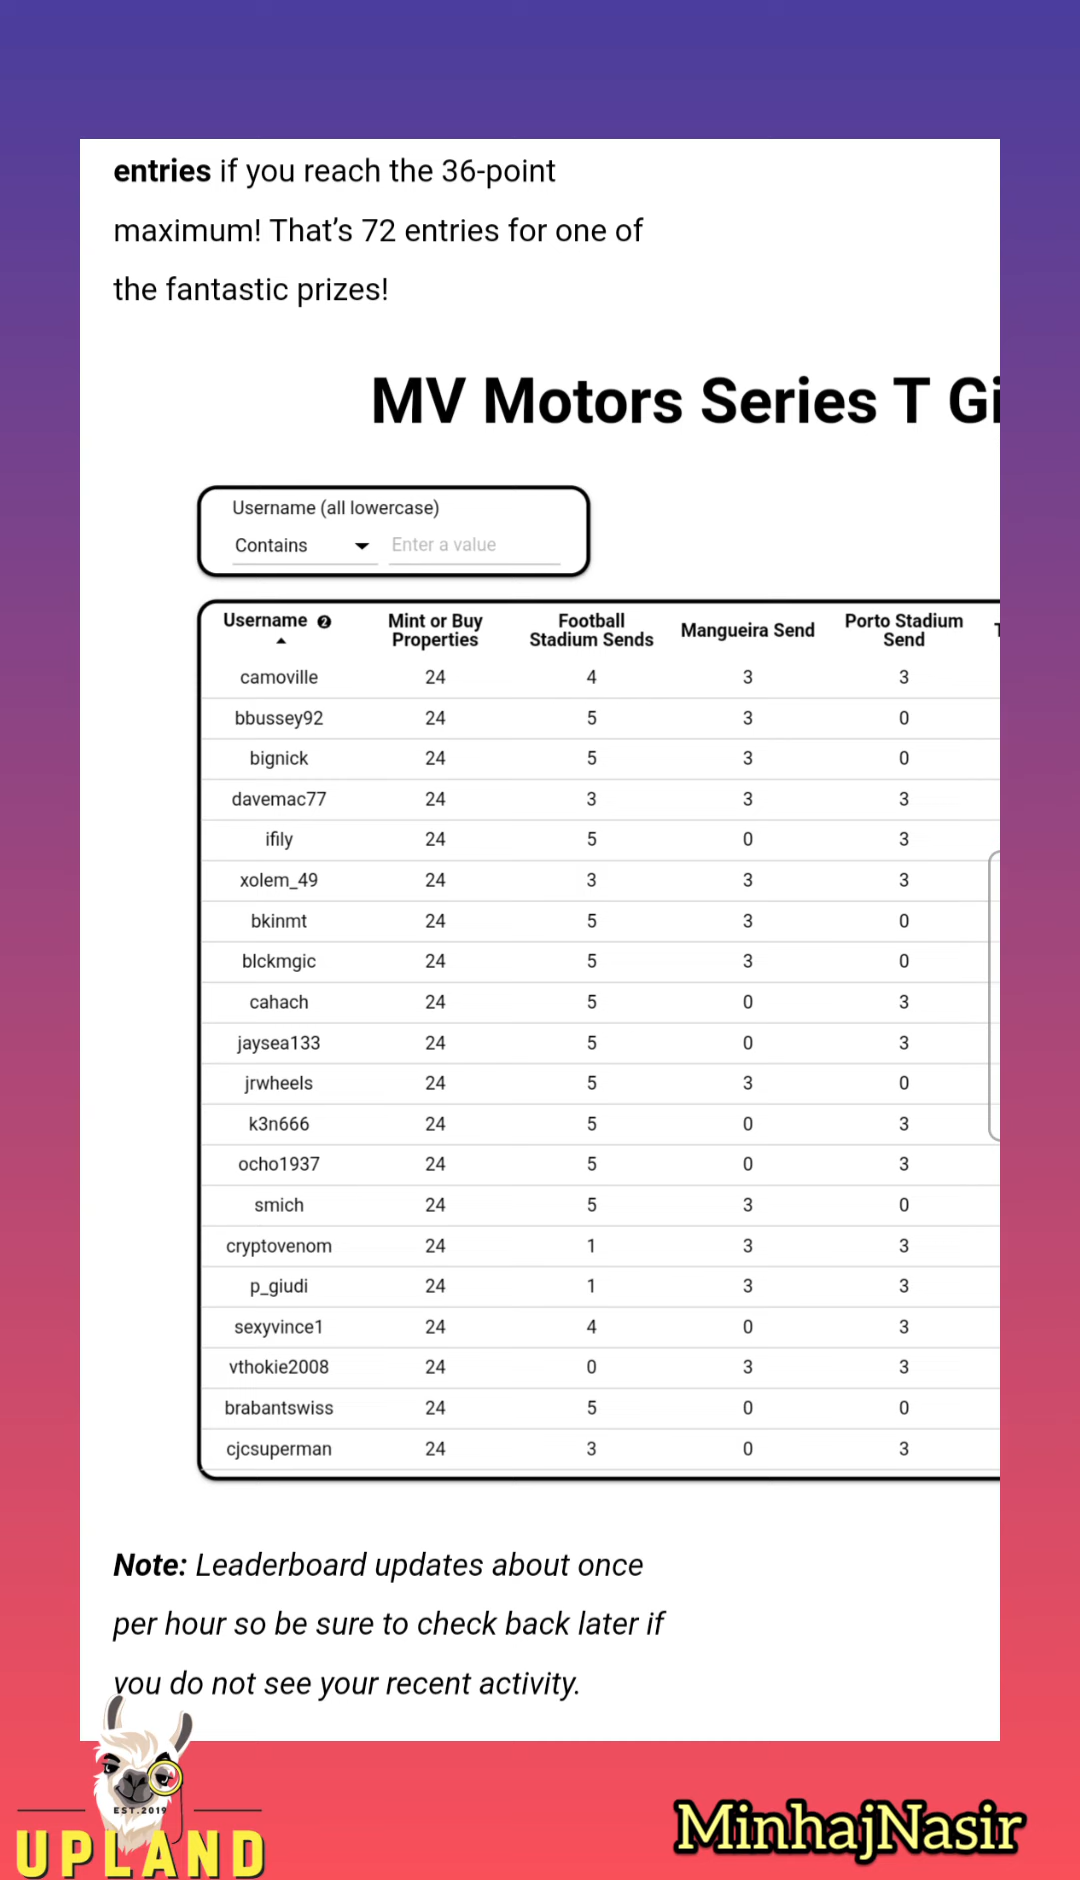 entries if you reach the 36-point
maximum! That’s 72 entries for one of
the fantastic prizes!
MV Motors Series T Gi
Username (all lowercase)
Contains Enter a value
Username 2 Mint or Buy Properties Football Stadium Sends Mangueira Send Porto Stadium Send
camoville 24 4 3 3
bbussey92 24 5 3 0
bignick 24 5 3 0
davemac77 24 3 3 3
ifily 24 5 0 3
xolem_49 24 3 3 3
bkinmt 24 5 3 0
blckmgic 24 5 3 0
cahach 24 5 0 3
jaysea133 24 5 0 3
jrwheels 24 5 3 0
k3n666 24 5 0 3
ocho1937 24 5 0 3
smich 24 5 3 0
cryptovenom 24 1 3 3
p_giudi 24 1 3 3
sexyvince1 24 4 0 3
vthokie2008 24 0 3 3
brabantswiss 24 5 0 0
cjcsuperman 24 3 0 3
Note: Leaderboard updates about once
per hour so be sure to check back later if
you do not see your recent activity.
EST.2019
UPLAND
MinhajNasir